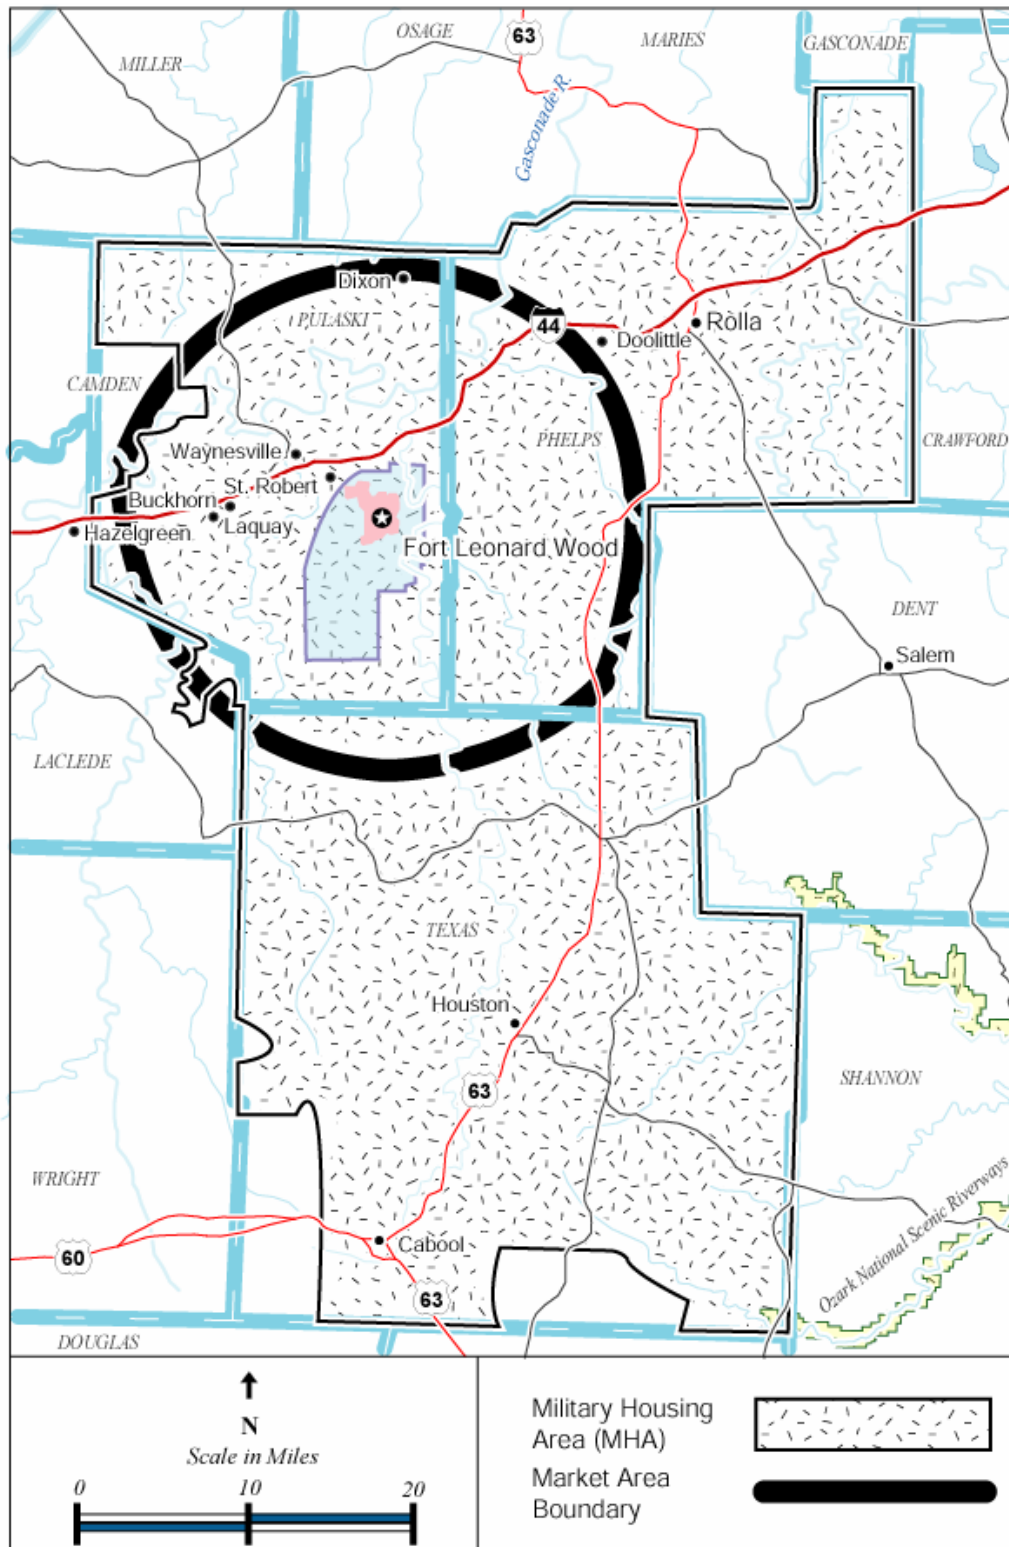 OSAGE
63
MARIES
GASCONADE
MILLER
Gasconade R.
Dixon
PULASKI
44
Ròlla
Doolittle
CAMDEN
PHELPS
CRAWFORD
Waynesville
St. Robert
Buckhorn
Laquay
Hazelgreen
Fort Leonard Wood
DENT
Salem
LACLEDE
TEXAS
Houston
63
SHANNON
WRIGHT
Ozark National Scenic Riverways
60
Cabool
63
DOUGLAS
N
Scale in Miles
0 10 20
Military Housing
Area (MHA)
Market Area
Boundary